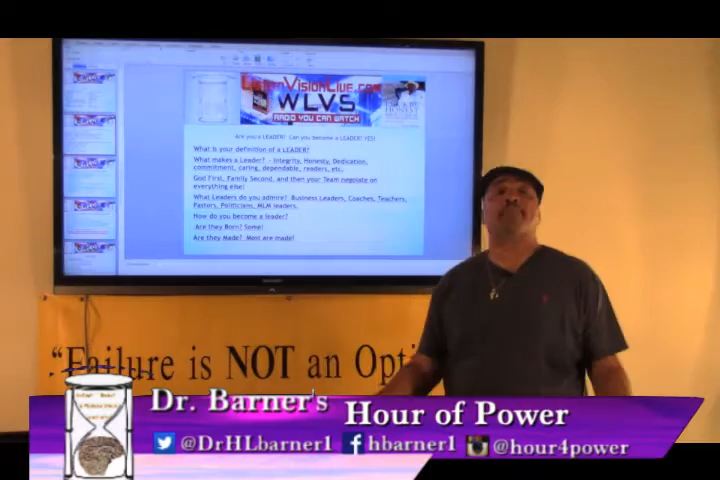 ListenVisionLive.com
WLVS
RADIO YOU CAN WATCH
Are you a LEADER? Can you become a LEADER? YES!
What is your definition of a LEADER?
What makes a Leader? - Integrity, Honesty, Dedication,
commitment, caring, dependable, readers, etc.
God First, Family Second, and then your Team negotiate on
everything else!
What Leaders do you admire? Business Leaders, Coaches, Teachers,
Pastors, Politicians, MLM leaders.
How do you become a leader?
Are they Born? Some!
Are they Made? Most are made!
"Failure is NOT an Opti
Dr. Barner's Hour of Power
@DrHLbarner1 hbarner1 @hour4power